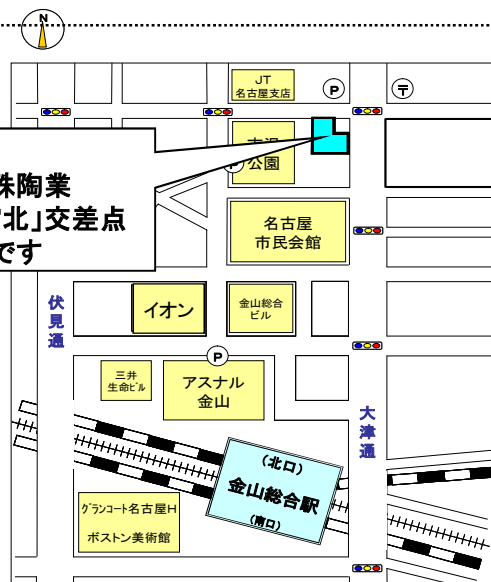 N
JT
名古屋支店
P
〒
公園
P
株陶業
北」交差点
です
名古屋
市民会館
イオン
金山総合
ビル
伏見通
P
三井
生命ビル
アスナル
金山
大津通
(北口)
金山総合駅
(南口)
グランコート名古屋H
ボストン美術館